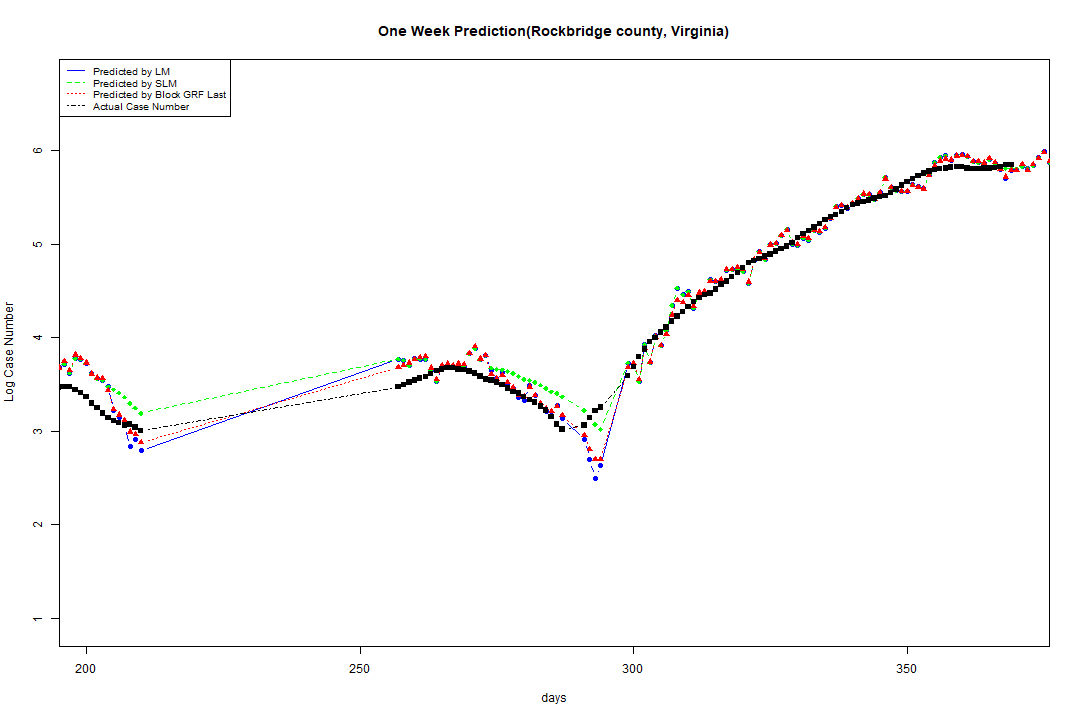 One Week Prediction(Rockbridge county, Virginia)
Predicted by LM
Predicted by SLM
Predicted by Block GRF Last
Actual Case Number
Log Case Number
6
5
4
3
2
1
200
250
300
350
days